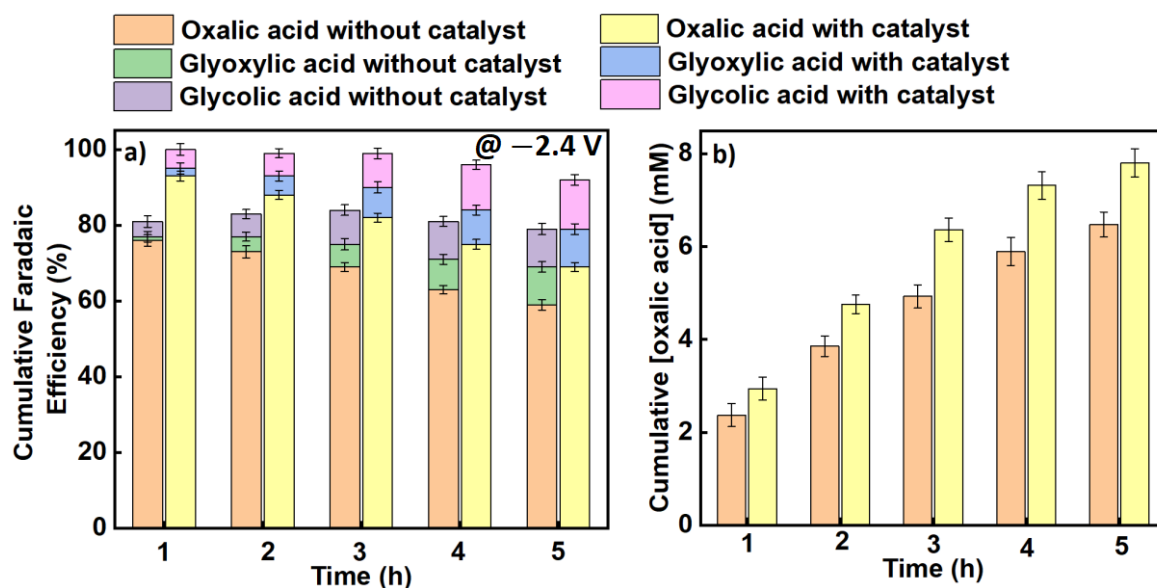 Oxalic acid without catalyst
Oxalic acid with catalyst
Glyoxylic acid without catalyst
Glyoxylic acid with catalyst
Glycolic acid without catalyst
Glycolic acid with catalyst
a)
@ −2.4 V
Cumulative Faradaic
Efficiency (%)
100
80
60
40
20
0
1 2 3 4 5
Time (h)
b)
Cumulative [oxalic acid] (mM)
8
6
4
2
0
1 2 3 4 5
Time (h)